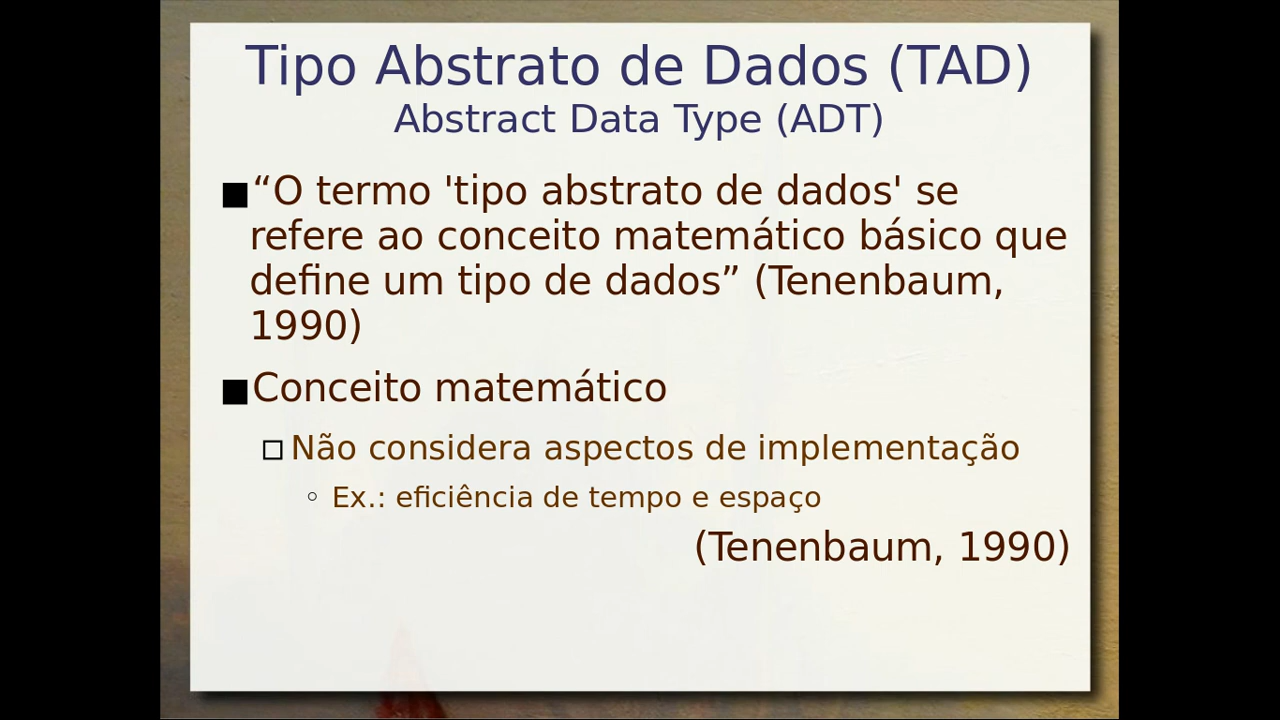 Tipo Abstrato de Dados (TAD)
Abstract Data Type (ADT)
“O termo 'tipo abstrato de dados' se
refere ao conceito matemático básico que
define um tipo de dados” (Tenenbaum,
1990)
Conceito matemático
Não considera aspectos de implementação
Ex.: eficiência de tempo e espaço
(Tenenbaum, 1990)